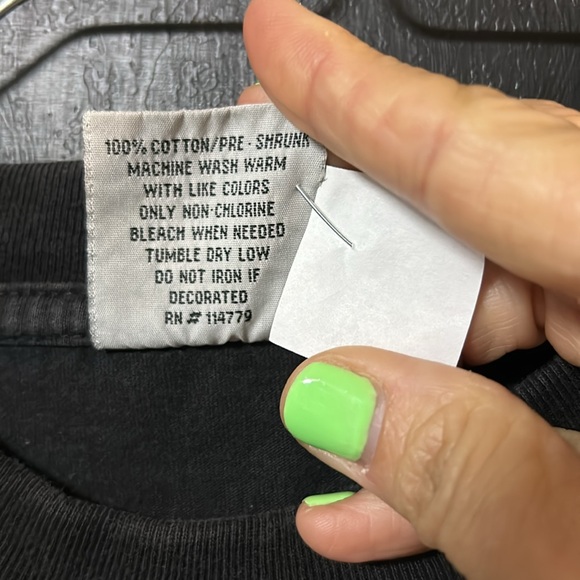 100% COTTON/PRE-SHRUNK
MACHINE WASH WARM
WITH LIKE COLORS
ONLY NON-CHLORINE
BLEACH WHEN NEEDED
TUMBLE DRY LOW
DO NOT IRON IF
DECORATED
RN # 114779